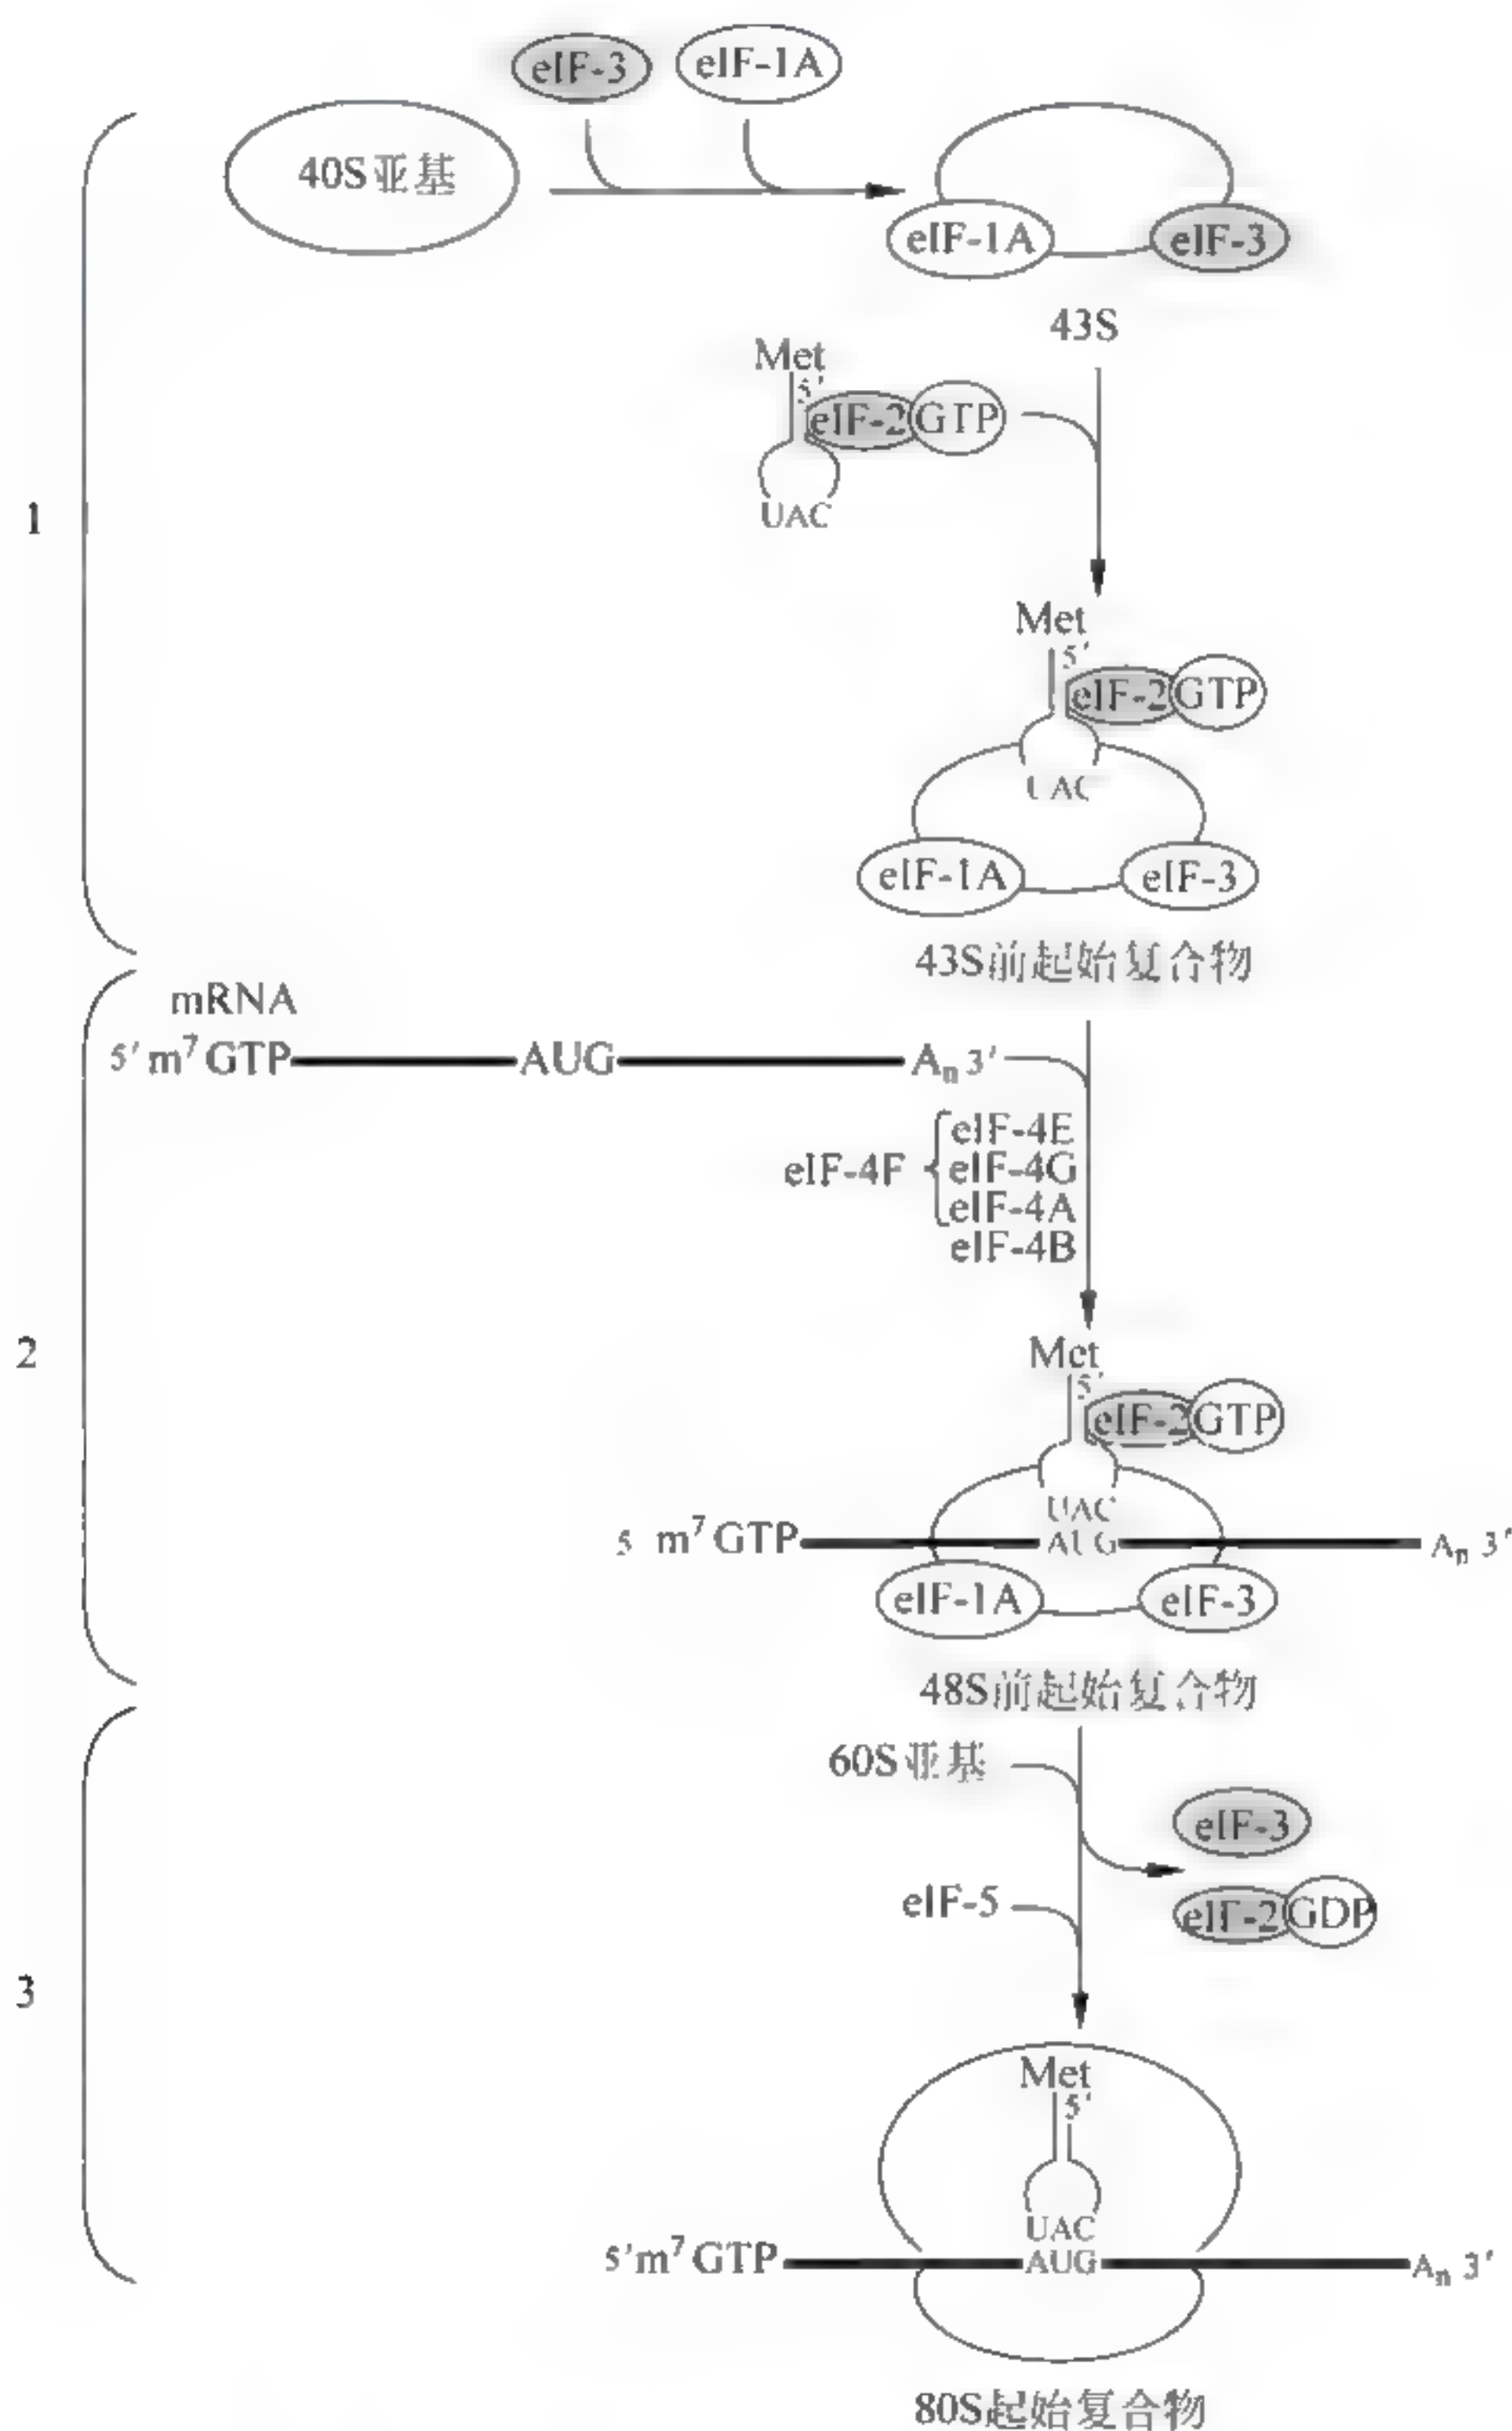 eIF-3 eIF-1A
40S亚基
eIF-1A eIF-3
43S
Met
5'
eIF-2 GTP
UAC
1
Met
5'
eIF-2 GTP
UAC
eIF-1A eIF-3
43S前起始复合物
mRNA
5' m⁷GTP AUG Aₙ 3'
eIF-4E
eIF-4F eIF-4G
eIF-4A
eIF-4B
2
Met
5'
eIF-2 GTP
UAC
5 m⁷GTP AUG Aₙ 3'
eIF-1A eIF-3
48S前起始复合物
60S亚基
eIF-3
eIF-5
eIF-2 GDP
3
Met
5'
UAC
5'm⁷GTP AUG Aₙ 3'
80S起始复合物